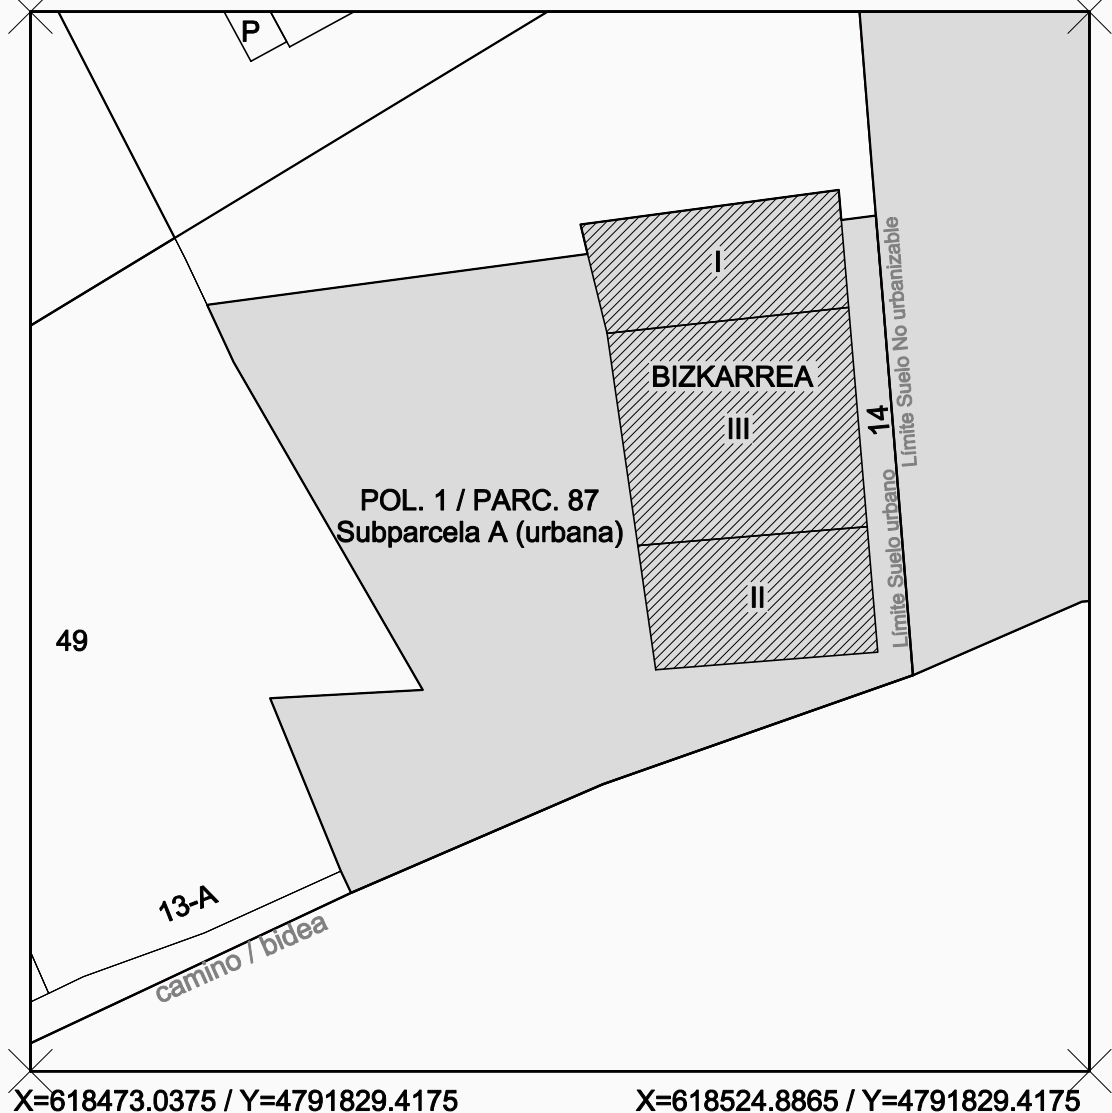 P
I
BIZKARREA
III
14
Límite Suelo No urbanizable
Límite Suelo urbano
POL. 1 / PARC. 87
Subparcela A (urbana)
II
49
13-A
camino / bidea
X=618473.0375 / Y=4791829.4175
X=618524.8865 / Y=4791829.4175